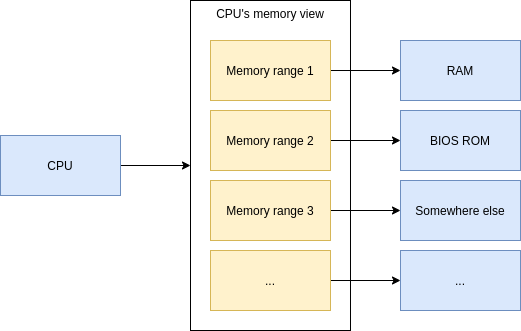 CPU's memory view
Memory range 1
RAM
Memory range 2
BIOS ROM
CPU
Memory range 3
Somewhere else
...
...